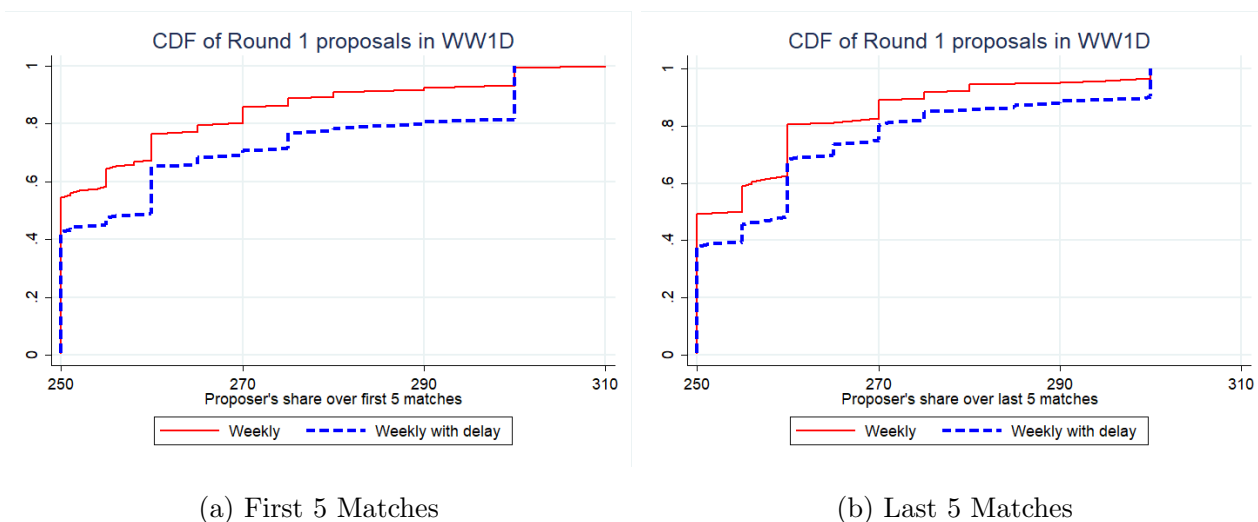 CDF of Round 1 proposals in WW1D
1
.8
.6
.4
.2
0
250
270
290
310
Proposer's share over first 5 matches
Weekly
Weekly with delay
(a) First 5 Matches
CDF of Round 1 proposals in WW1D
1
.8
.6
.4
.2
0
250
270
290
310
Proposer's share over last 5 matches
Weekly
Weekly with delay
(b) Last 5 Matches